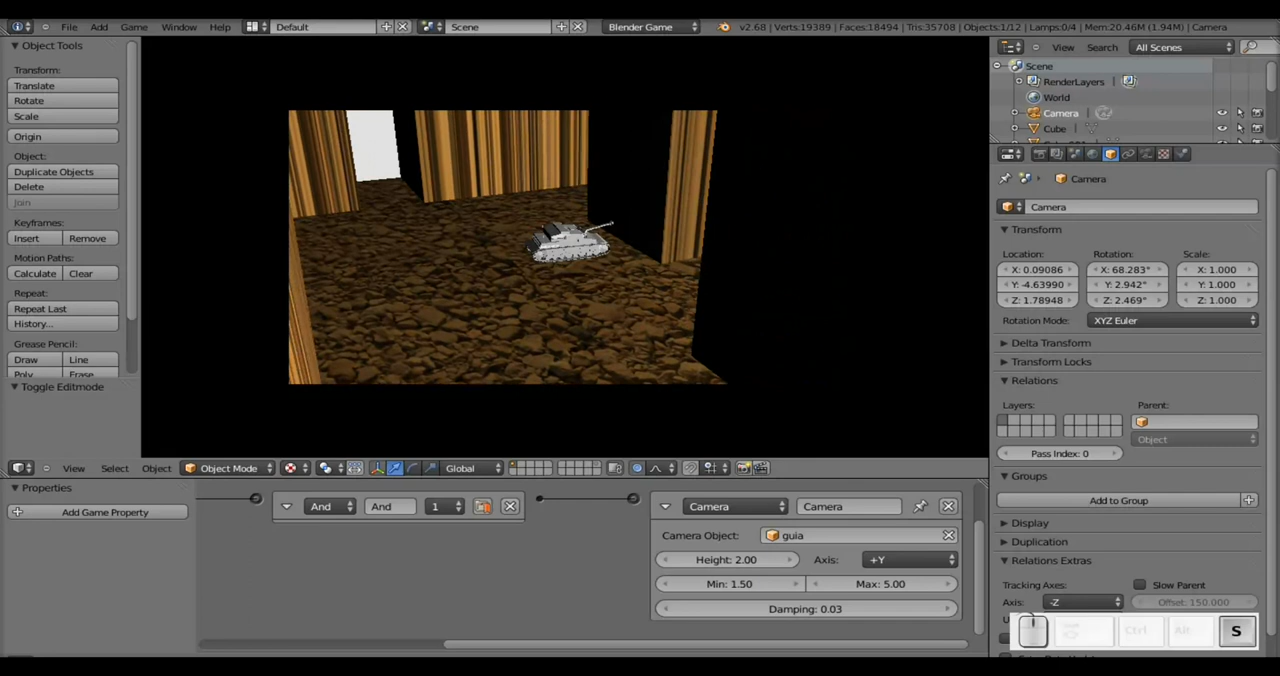 File Add Game Window Help Default Scene Blender Game v2.68 | Verts:19389 | Faces:18494 | Tris:35708 | Objects:1/12 | Lamps:0/4 | Mem:20.46M (1.94M) | Camera
Object Tools
Transform:
Translate
Rotate
Scale
Origin
Object:
Duplicate Objects
Delete
Join
Keyframes:
Insert Remove
Motion Paths:
Calculate Clear
Repeat:
Repeat Last
History...
Grease Pencil:
Draw Line
Poly Erase
Toggle Editmode
View Search All Scenes
Scene
RenderLayers
World
Camera
Cube
Camera
Camera
Transform
Location: Rotation: Scale:
X: 0.09086 X: 68.283° X: 1.000
Y: -4.63990 Y: 2.942° Y: 1.000
Z: 1.78948 Z: 2.469° Z: 1.000
Rotation Mode: XYZ Euler
Delta Transform
Transform Locks
Relations
Layers: Parent:
Object
Pass Index: 0
Groups
Add to Group
Display
Duplication
Relations Extras
Tracking Axes: Slow Parent
Axis: -Z Offset: 150.000
View Select Object Object Mode Global
Properties
Add Game Property
And And 1
Camera Camera
Camera Object: guia
Height: 2.00 Axis: +Y
Min: 1.50 Max: 5.00
Damping: 0.03
Ctrl Alt S